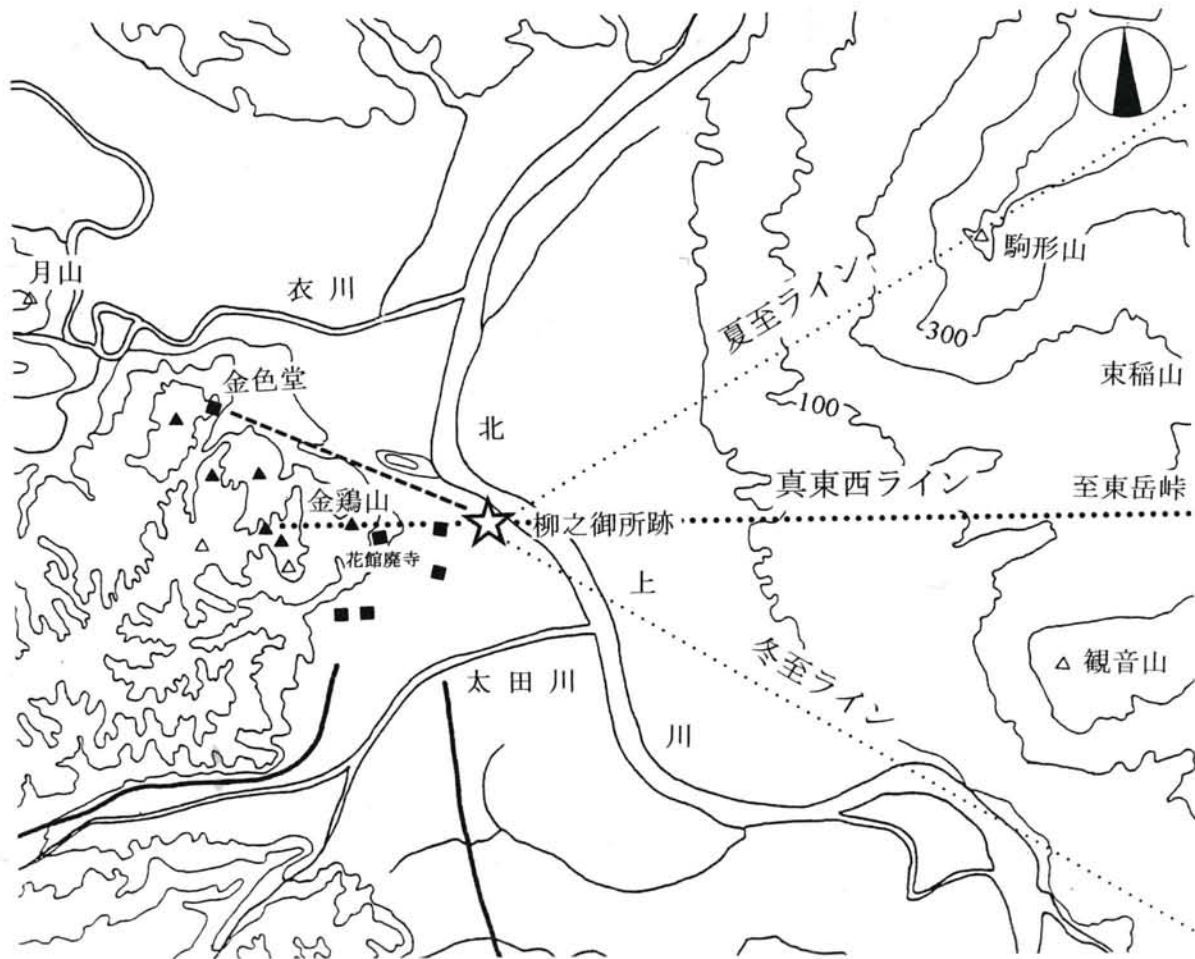 月山
衣川
金色堂
金鶏山
花館廃寺
柳之御所跡
北上川
太田川
夏至ライン
駒形山
300
束稲山
100
真東西ライン
至東岳峠
冬至ライン
観音山